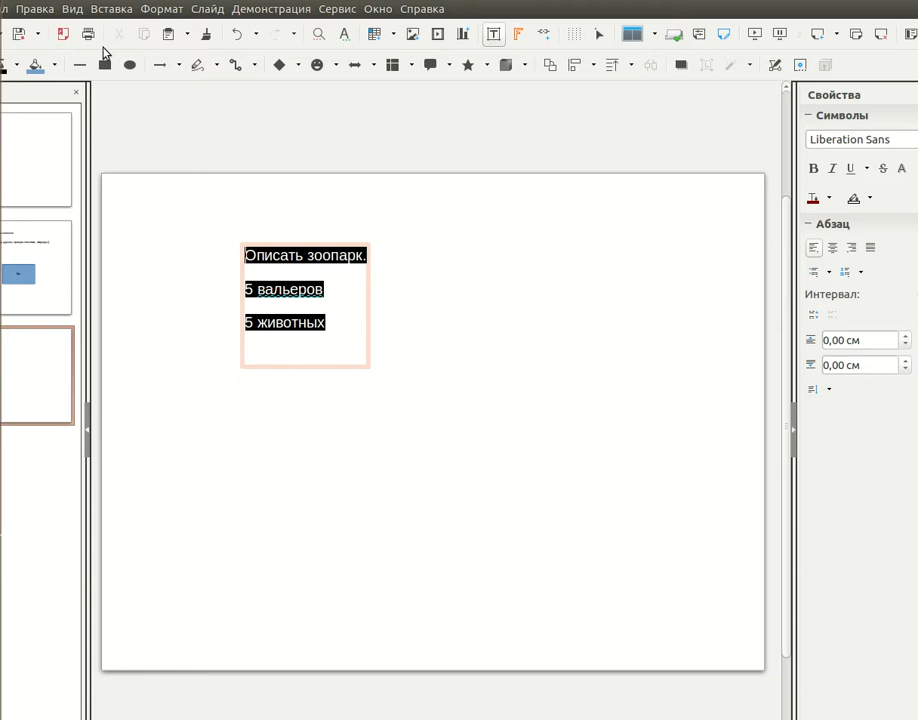 л Правка Вид Вставка Формат Слайд Демонстрация Сервис Окно Справка
Свойства
Символы
Liberation Sans
Абзац
Интервал:
0,00 см
0,00 см
Описать зоопарк.
5 вальеров
5 животных